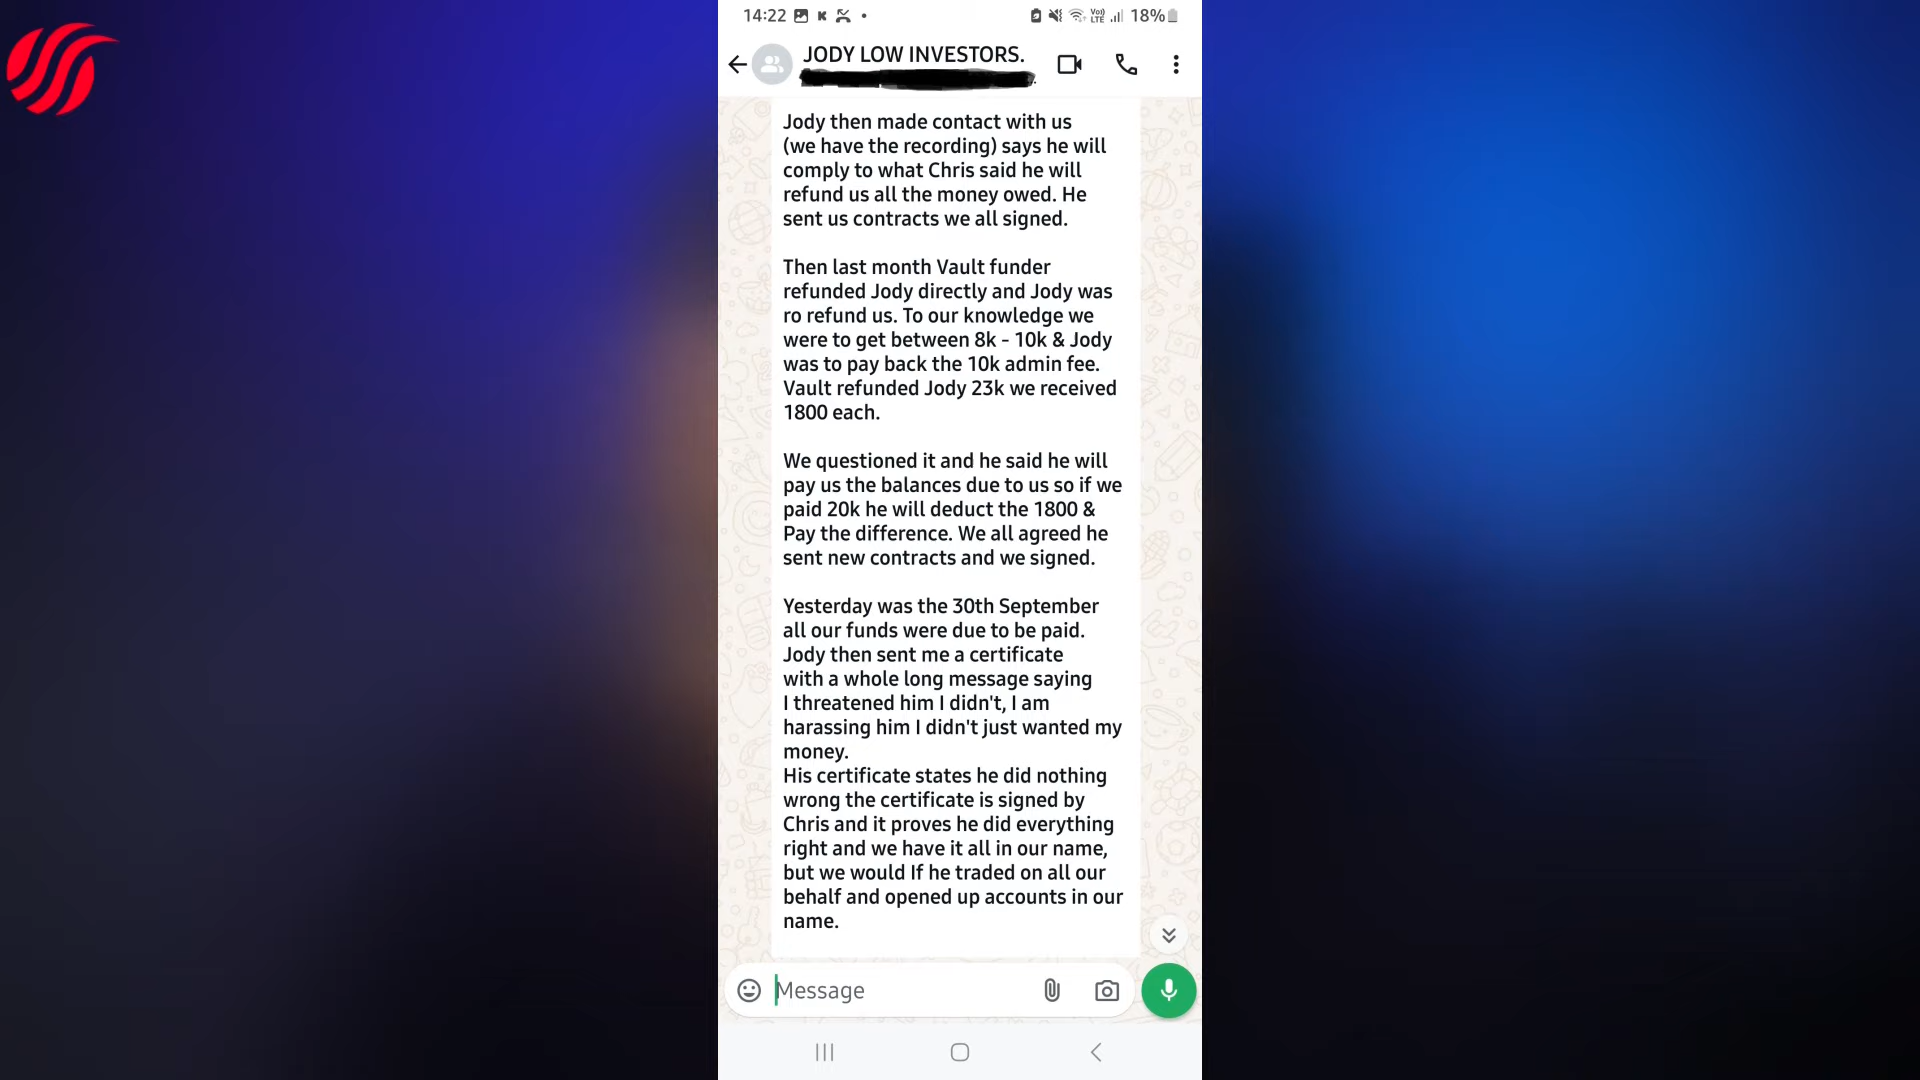 14:22
Vo) LTE
18%
JODY LOW INVESTORS.
Jody then made contact with us
(we have the recording) says he will
comply to what Chris said he will
refund us all the money owed. He
sent us contracts we all signed.
Then last month Vault funder
refunded Jody directly and Jody was
ro refund us. To our knowledge we
were to get between 8k - 10k & Jody
was to pay back the 10k admin fee.
Vault refunded Jody 23k we received
1800 each.
We questioned it and he said he will
pay us the balances due to us so if we
paid 20k he will deduct the 1800 &
Pay the difference. We all agreed he
sent new contracts and we signed.
Yesterday was the 30th September
all our funds were due to be paid.
Jody then sent me a certificate
with a whole long message saying
I threatened him I didn't, I am
harassing him I didn't just wanted my
money.
His certificate states he did nothing
wrong the certificate is signed by
Chris and it proves he did everything
right and we have it all in our name,
but we would If he traded on all our
behalf and opened up accounts in our
name.
Message